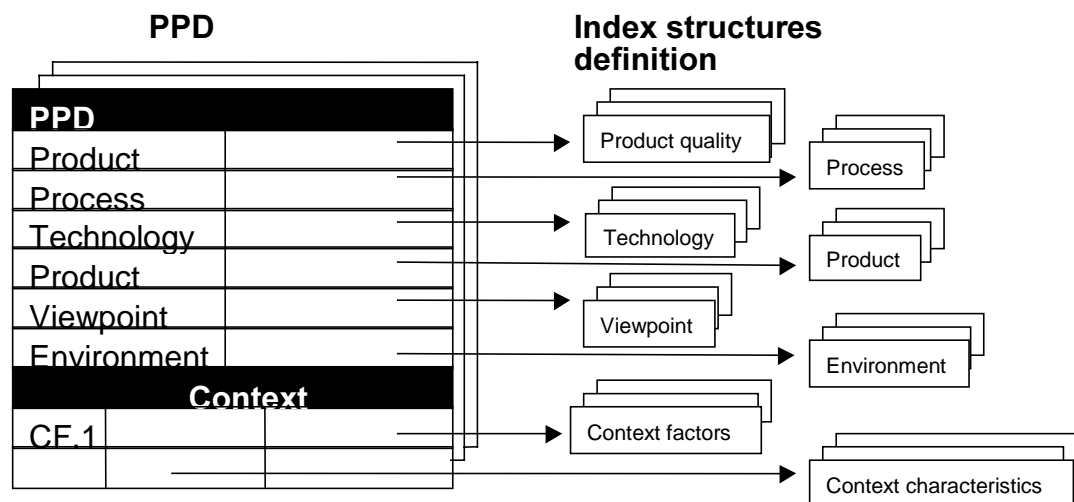 PPD
Index structures
definition
PPD
Product
Process
Technology
Product
Viewpoint
Environment
Context
CF.1
Product quality
Process
Technology
Product
Viewpoint
Environment
Context factors
Context characteristics